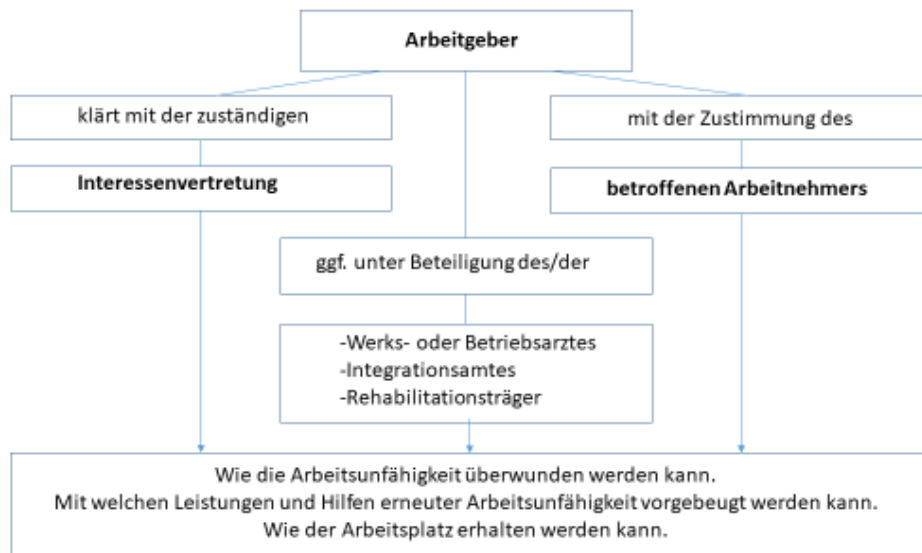 Arbeitgeber
klärt mit der zuständigen
mit der Zustimmung des
Interessenvertretung
betroffenen Arbeitnehmers
ggf. unter Beteiligung des/der
-Werks- oder Betriebsarztes
-Integrationsamtes
-Rehabilitationsträger
Wie die Arbeitsunfähigkeit überwunden werden kann.
Mit welchen Leistungen und Hilfen erneuter Arbeitsunfähigkeit vorgebeugt werden kann.
Wie der Arbeitsplatz erhalten werden kann.